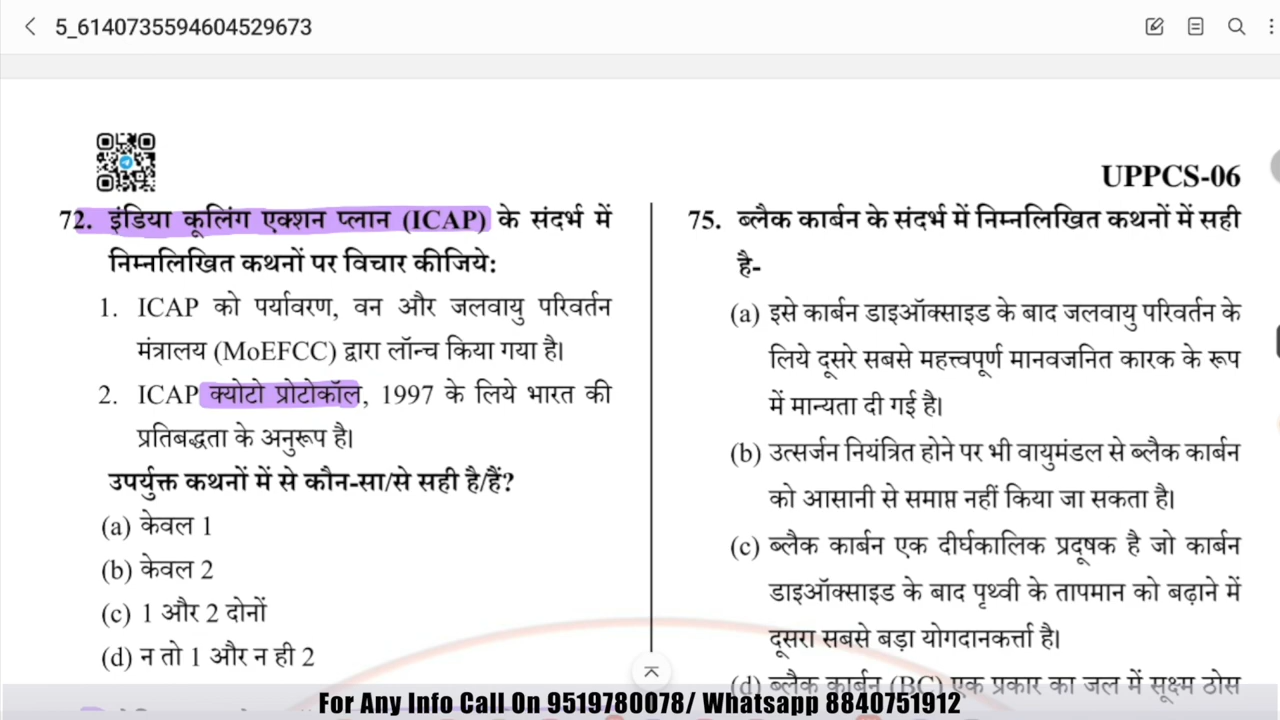 5_6140735594604529673
UPPCS-06
72. इंडिया कूलिंग एक्शन प्लान (ICAP) के संदर्भ में
निम्नलिखित कथनों पर विचार कीजिये:
1. ICAP को पर्यावरण, वन और जलवायु परिवर्तन
मंत्रालय (MoEFCC) द्वारा लॉन्च किया गया है।
2. ICAP क्योटो प्रोटोकॉल, 1997 के लिये भारत की
प्रतिबद्धता के अनुरूप है।
उपर्युक्त कथनों में से कौन-सा/से सही है/हैं?
(a) केवल 1
(b) केवल 2
(c) 1 और 2 दोनों
(d) न तो 1 और न ही 2
75. ब्लैक कार्बन के संदर्भ में निम्नलिखित कथनों में सही
है-
(a) इसे कार्बन डाइऑक्साइड के बाद जलवायु परिवर्तन के
लिये दूसरे सबसे महत्त्वपूर्ण मानवजनित कारक के रूप
में मान्यता दी गई है।
(b) उत्सर्जन नियंत्रित होने पर भी वायुमंडल से ब्लैक कार्बन
को आसानी से समाप्त नहीं किया जा सकता है।
(c) ब्लैक कार्बन एक दीर्घकालिक प्रदूषक है जो कार्बन
डाइऑक्साइड के बाद पृथ्वी के तापमान को बढ़ाने में
दूसरा सबसे बड़ा योगदानकर्त्ता है।
(d) ब्लैक कार्बन (BC) एक प्रकार का जल में सूक्ष्म ठोस
For Any Info Call On 9519780078/ Whatsapp 8840751912